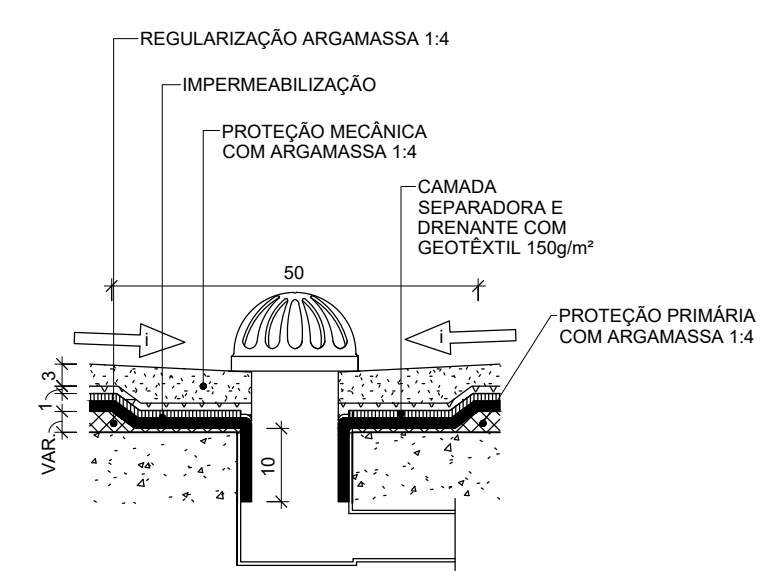 REGULARIZAÇÃO ARGAMASSA 1:4
IMPERMEABILIZAÇÃO
PROTEÇÃO MECÂNICA
COM ARGAMASSA 1:4
CAMADA
SEPARADORA E
DRENANTE COM
GEOTÊXTIL 150g/m²
50
PROTEÇÃO PRIMÁRIA
COM ARGAMASSA 1:4
i
i
3
1
VAR.
10